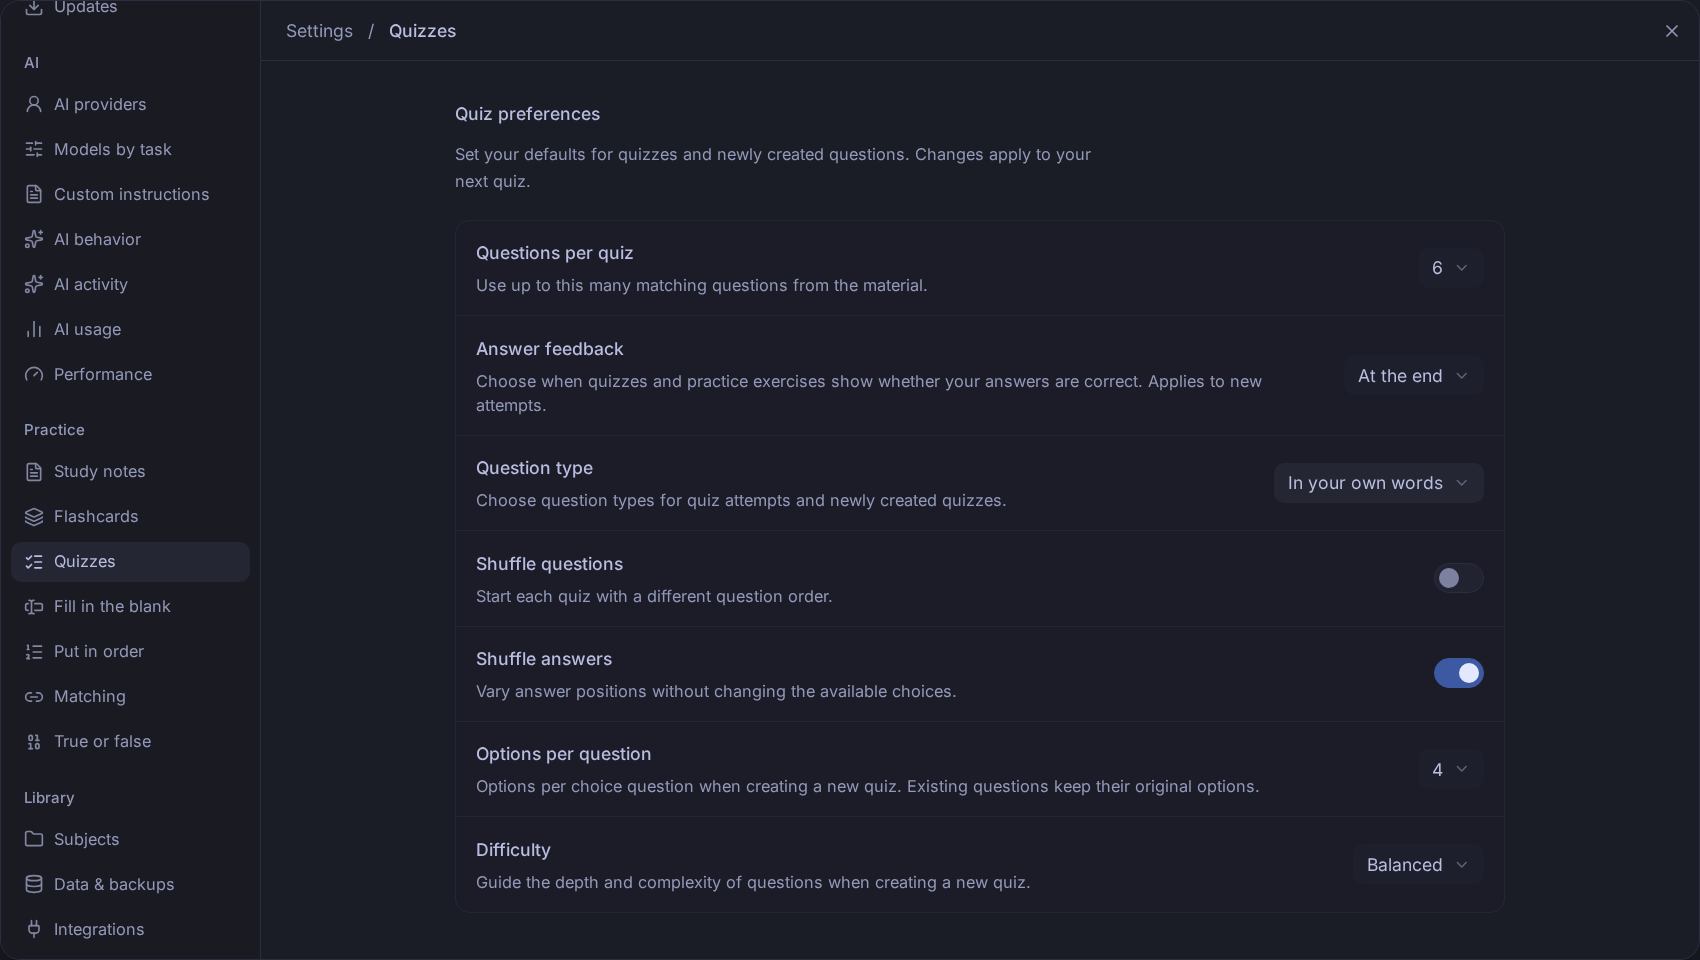 Updates
AI
AI providers
Models by task
Custom instructions
AI behavior
AI activity
AI usage
Performance
Practice
Study notes
Flashcards
Quizzes
Fill in the blank
Put in order
Matching
True or false
Library
Subjects
Data & backups
Integrations
Settings / Quizzes
Quiz preferences
Set your defaults for quizzes and newly created questions. Changes apply to your
next quiz.
Questions per quiz
Use up to this many matching questions from the material.
6
Answer feedback
Choose when quizzes and practice exercises show whether your answers are correct. Applies to new
attempts.
At the end
Question type
Choose question types for quiz attempts and newly created quizzes.
In your own words
Shuffle questions
Start each quiz with a different question order.
Shuffle answers
Vary answer positions without changing the available choices.
Options per question
Options per choice question when creating a new quiz. Existing questions keep their original options.
4
Difficulty
Guide the depth and complexity of questions when creating a new quiz.
Balanced